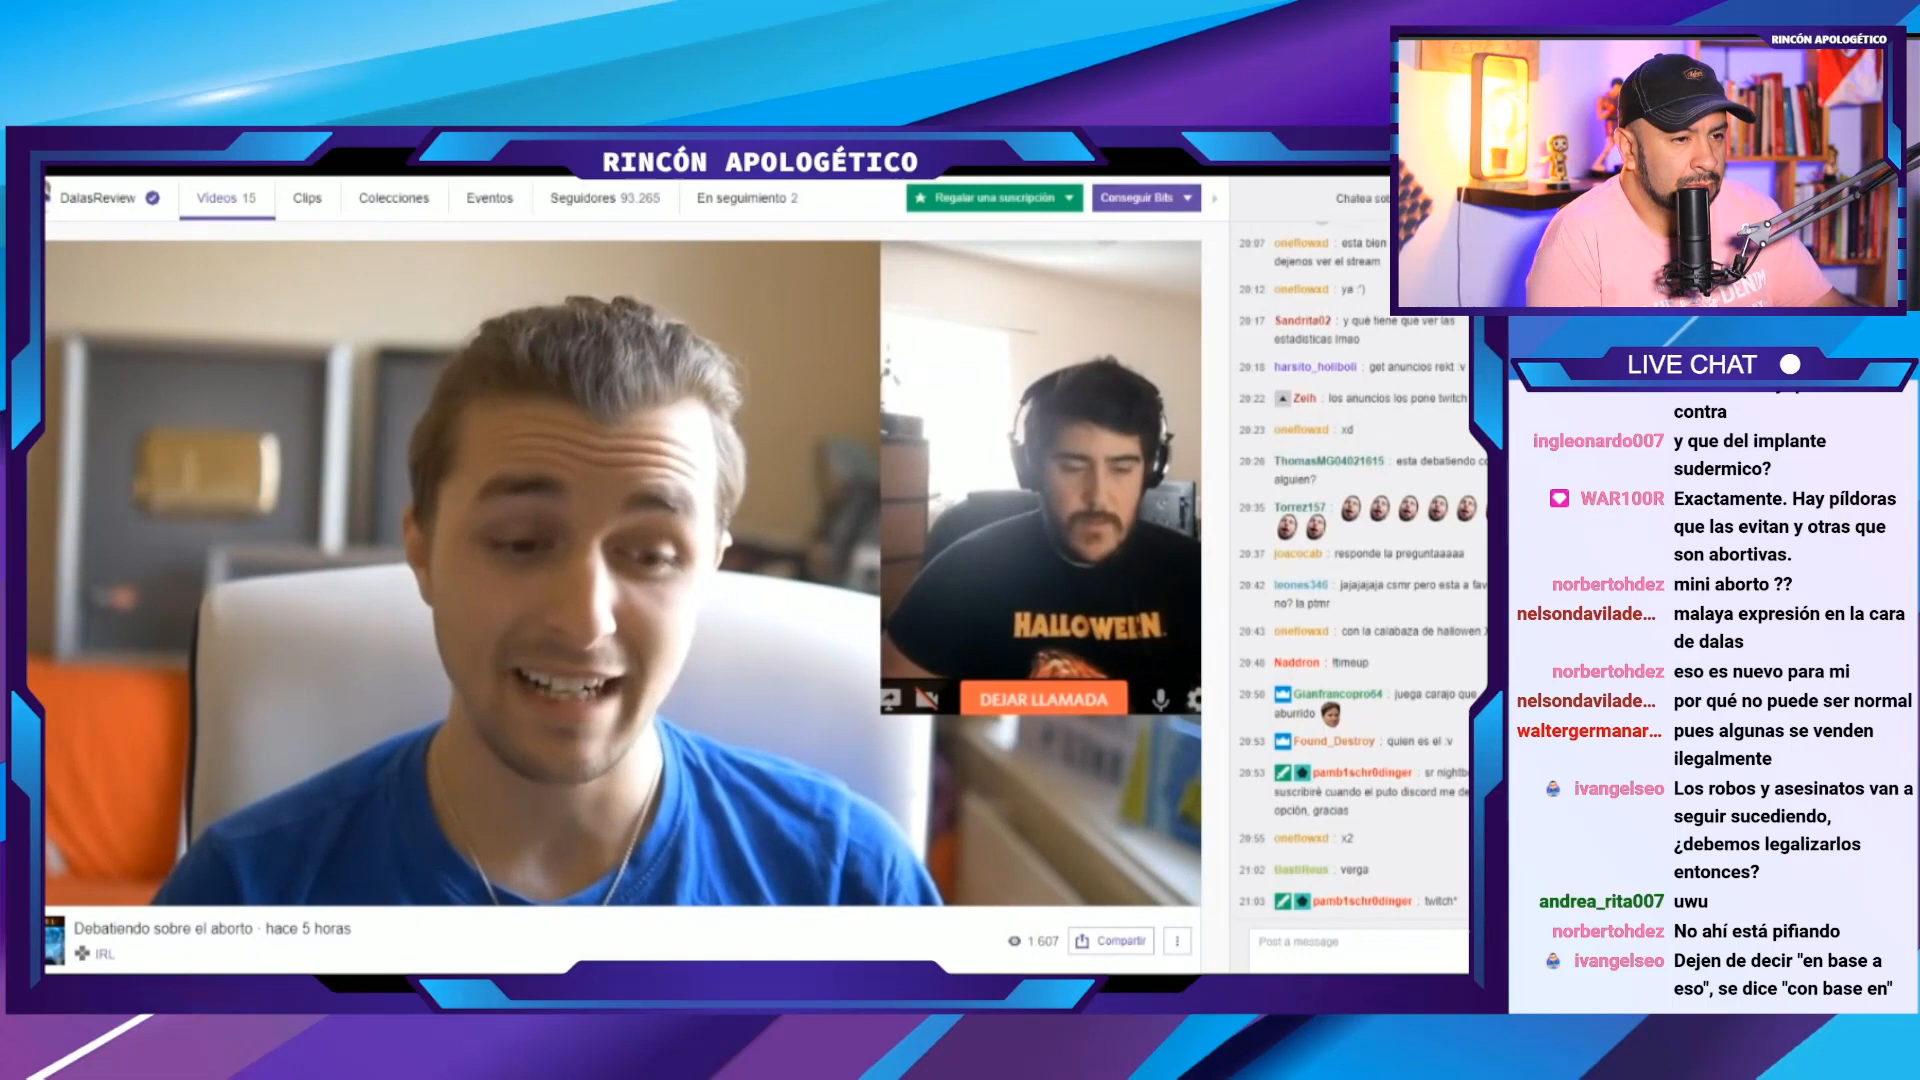 RINCÓN APOLOGÉTICO
RINCÓN APOLOGÉTICO
DalasReview
Vídeos 15
Clips
Colecciones
Eventos
Seguidores 93.265
En seguimiento 2
Regalar una suscripción
Conseguir Bits
Chatea sob
20:07 oneflowxd : esta bien
dejenos ver el stream
20:12 oneflowxd : ya :')
20:17 Sandrita02 : y qué tiene que ver las
estadisticas lmao
20:18 harsito_holiboli : get anuncios rekt :v
20:22 Zeih : los anuncios los pone twitch
20:23 oneflowxd : xd
20:26 ThomasMG04021615 : esta debatiendo co
alguien?
20:35 Torrez157 :
20:37 joacocab : responde la preguntaaaaa
20:42 leones346 : jajajajaja csmr pero esta a fav
no? la ptmr
20:43 oneflowxd : con la calabaza de hallowen
20:48 Naddron : !timeup
20:50 Gianfrancopro64 : juega carajo que
aburrido
20:53 Found_Destroy : quien es el :v
20:53 pamb1schr0dinger : sr nightb
suscribiré cuando el puto discord me de
opción, gracias
20:55 oneflowxd : x2
21:02 : verga
21:03 pamb1schr0dinger : twitch*
Post a message
HALLOWE'N
DEJAR LLAMADA
Debatiendo sobre el aborto · hace 5 horas
IRL
1.607
Compartir
LIVE CHAT
contra
ingleonardo007 y que del implante
sudermico?
WAR100R Exactamente. Hay píldoras
que las evitan y otras que
son abortivas.
norbertohdez mini aborto ??
nelsondavilade... malaya expresión en la cara
de dalas
norbertohdez eso es nuevo para mi
nelsondavilade... por qué no puede ser normal
waltergermanar... pues algunas se venden
ilegalmente
ivangelseo Los robos y asesinatos van a
seguir sucediendo,
¿debemos legalizarlos
entonces?
andrea_rita007 uwu
norbertohdez No ahí está pifiando
ivangelseo Dejen de decir "en base a
eso", se dice "con base en"